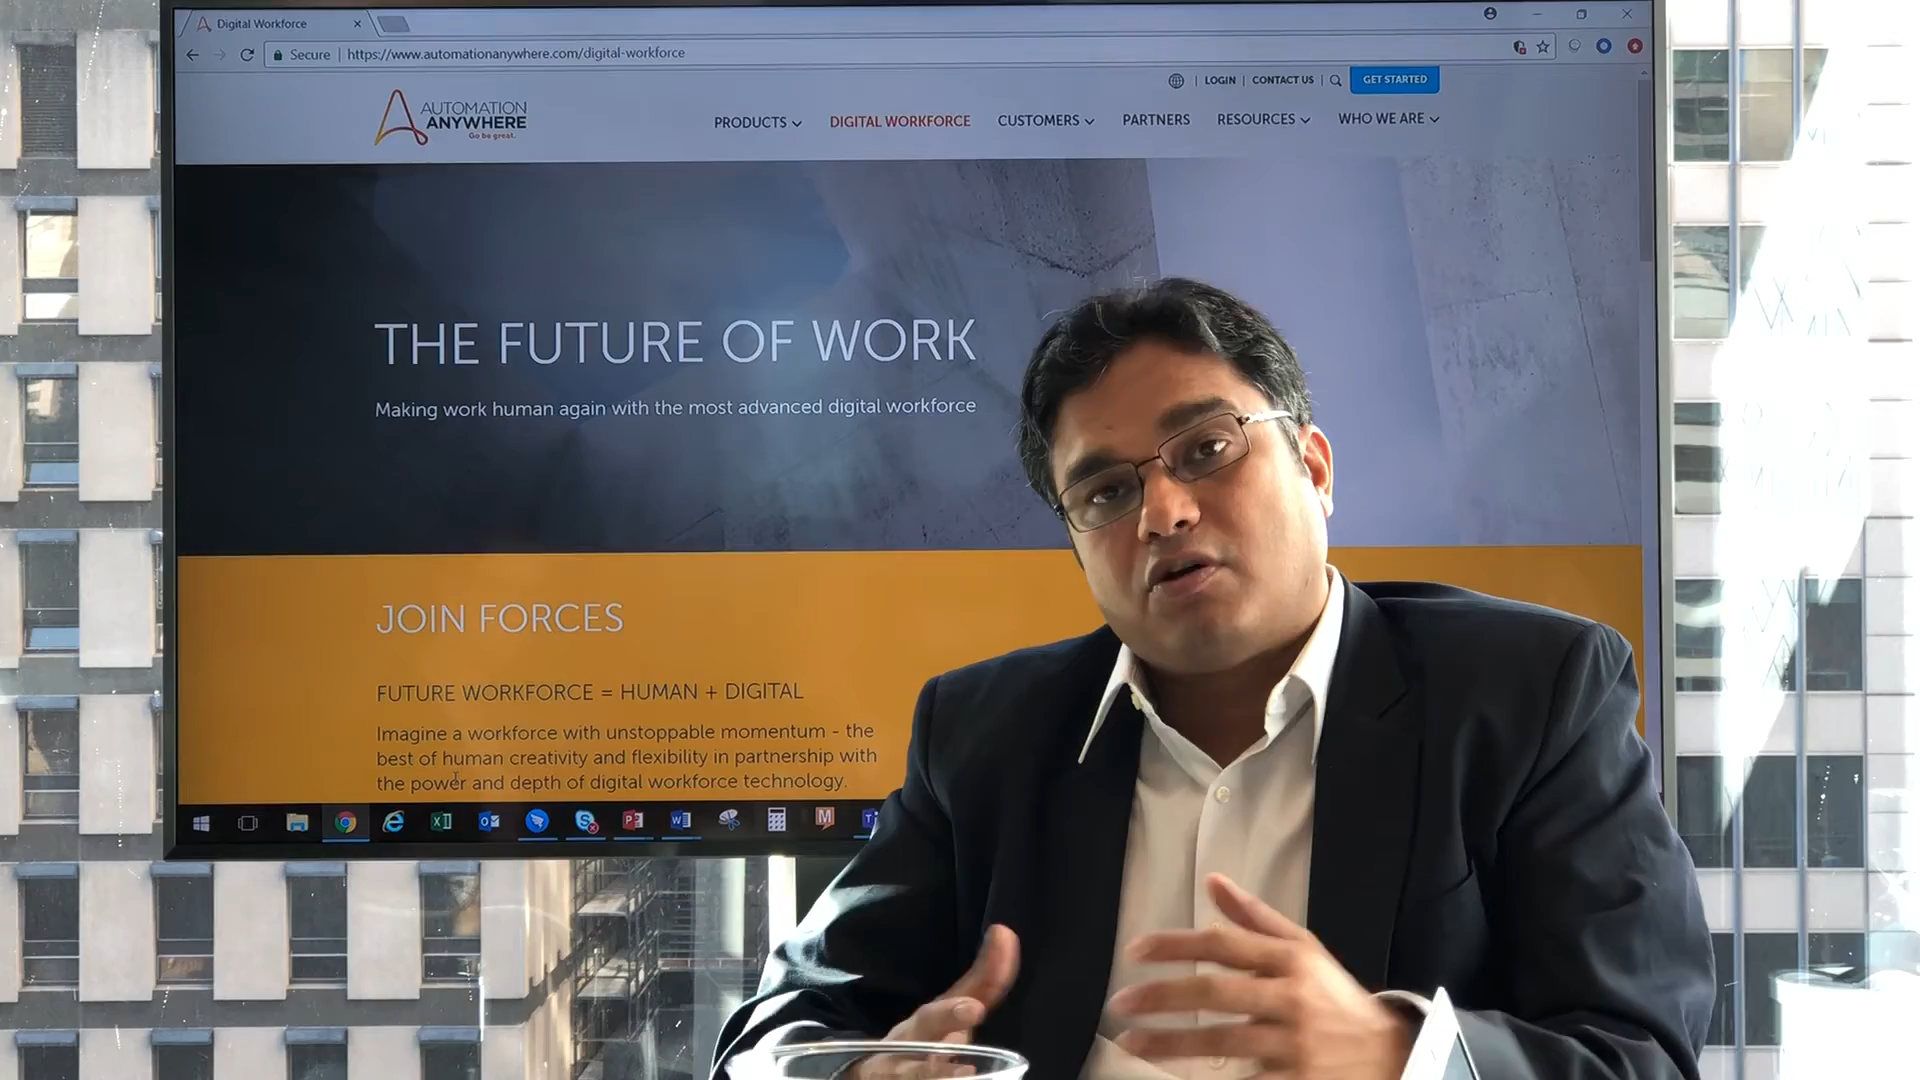 Digital Workforce
Secure | https://www.automationanywhere.com/digital-workforce
LOGIN | CONTACT US | GET STARTED
AUTOMATION
ANYWHERE
Go be great.
PRODUCTS DIGITAL WORKFORCE CUSTOMERS PARTNERS RESOURCES WHO WE ARE
THE FUTURE OF WORK
Making work human again with the most advanced digital workforce
JOIN FORCES
FUTURE WORKFORCE = HUMAN + DIGITAL
Imagine a workforce with unstoppable momentum - the
best of human creativity and flexibility in partnership with
the power and depth of digital workforce technology.